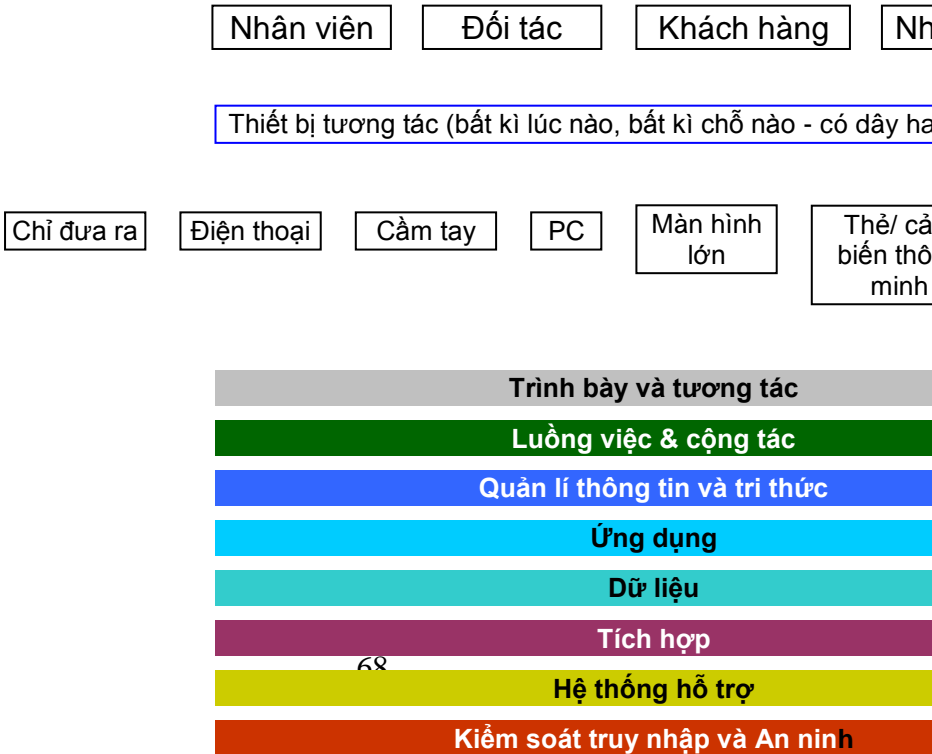 Nhân viên Đối tác Khách hàng
Thiết bị tương tác (bất kì lúc nào, bất kì chỗ nào - có dây
Chỉ đưa ra Điện thoại Cầm tay PC Màn hình lớn Thẻ/
biến
minh
Trình bày và tương tác
Luồng việc & cộng tác
Quản lí thông tin và tri thức
Ứng dụng
Dữ liệu
Tích hợp
68
Hệ thống hỗ trợ
Kiểm soát truy nhập và An ninh